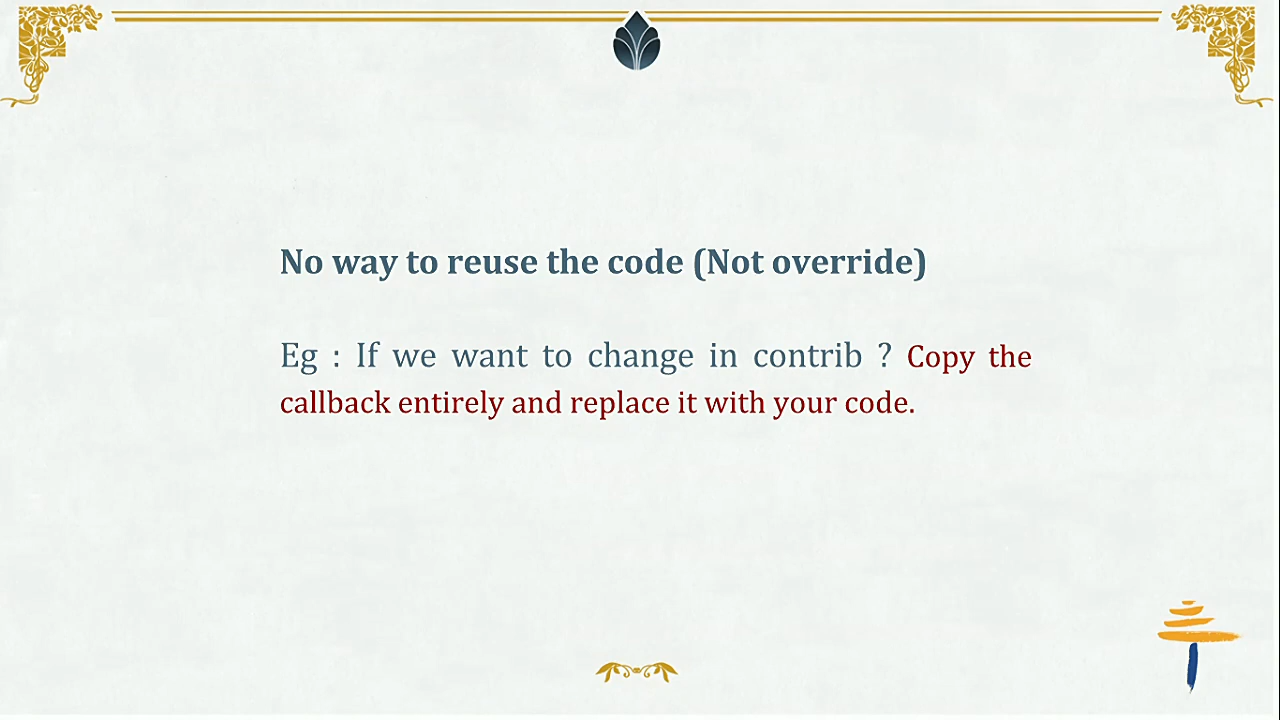 No way to reuse the code (Not override)
Eg : If we want to change in contrib ? Copy the
callback entirely and replace it with your code.